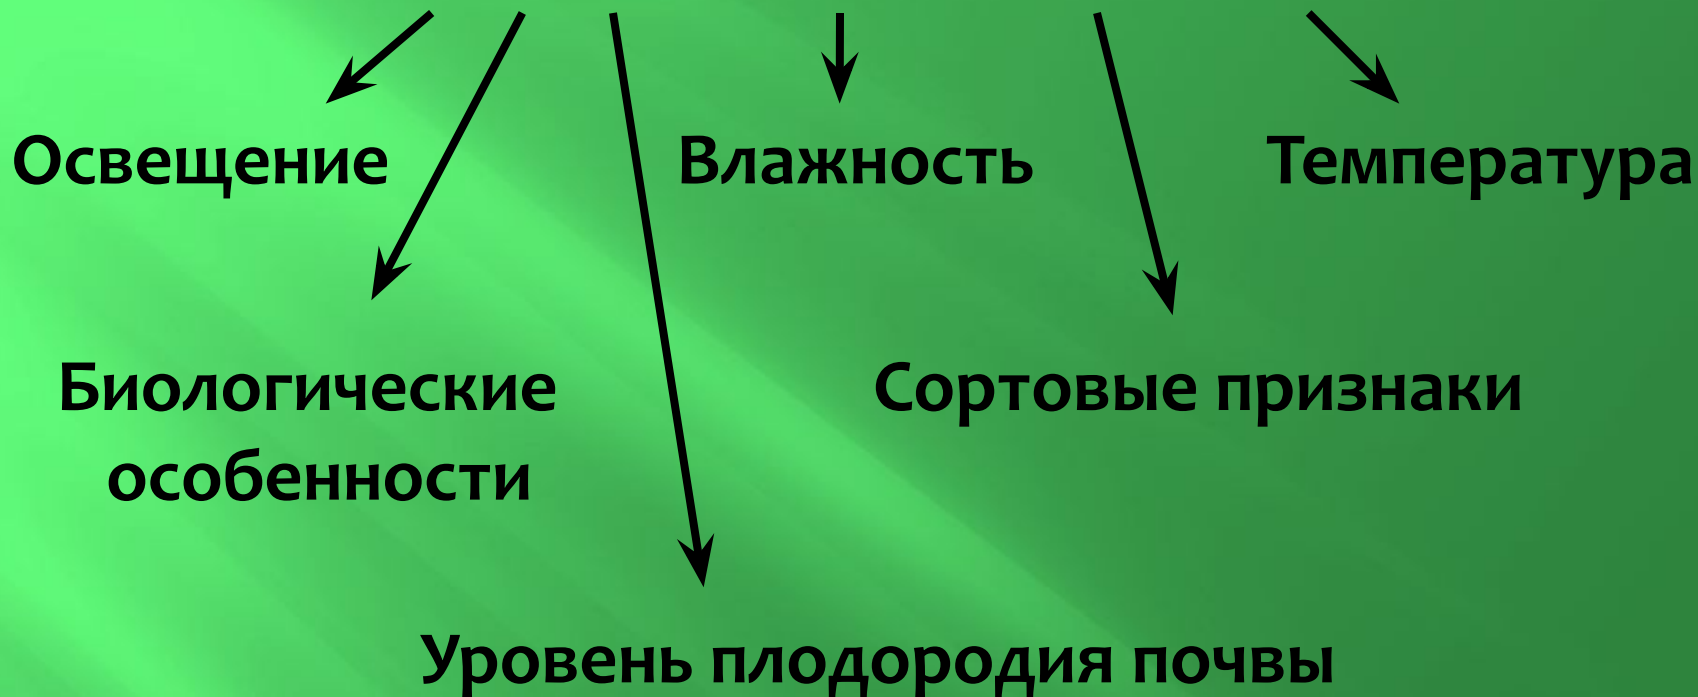 Освещение
Влажность
Температура
Биологические
особенности
Сортовые признаки
Уровень плодородия почвы